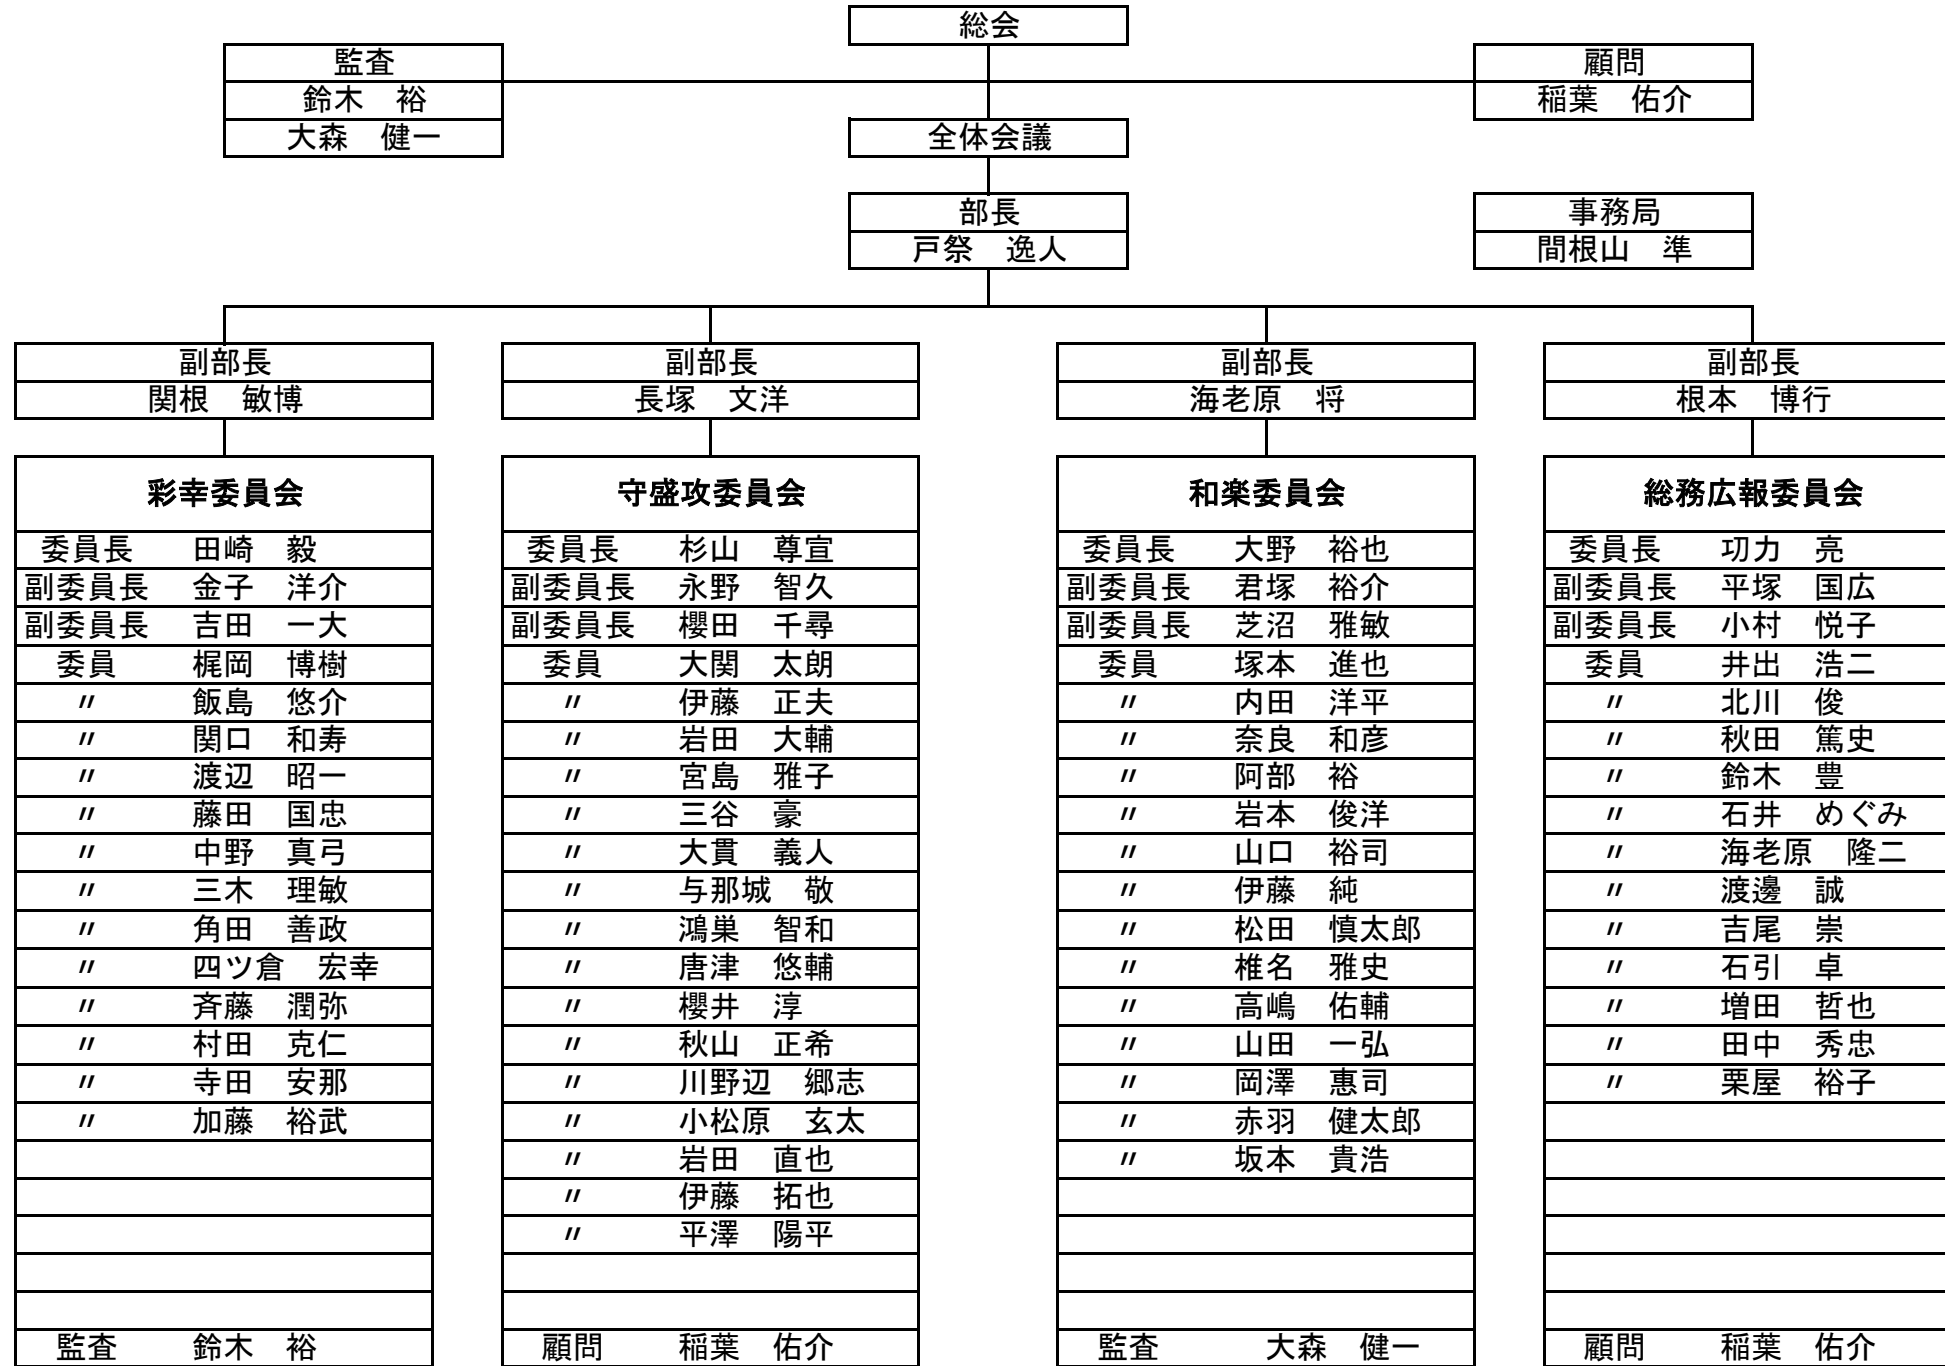 総会
監査
鈴木　裕
大森　健一
顧問
稲葉　佑介
全体会議
部長
戸祭　逸人
事務局
間根山　準
副部長
関根　敏博
副部長
長塚　文洋
副部長
海老原　将
副部長
根本　博行
彩幸委員会
委員長　田崎　毅
副委員長　金子　洋介
副委員長　吉田　一大
委員　梶岡　博樹
〃　飯島　悠介
〃　関口　和寿
〃　渡辺　昭一
〃　藤田　国忠
〃　中野　真弓
〃　三木　理敏
〃　角田　善政
〃　四ツ倉　宏幸
〃　斉藤　潤弥
〃　村田　克仁
〃　寺田　安那
〃　加藤　裕武
監査　鈴木　裕
守盛攻委員会
委員長　杉山　尊宣
副委員長　永野　智久
副委員長　櫻田　千尋
委員　大関　太朗
〃　伊藤　正夫
〃　岩田　大輔
〃　宮島　雅子
〃　三谷　豪
〃　大貫　義人
〃　与那城　敬
〃　鴻巣　智和
〃　唐津　悠輔
〃　櫻井　淳
〃　秋山　正希
〃　川野辺　郷志
〃　小松原　玄太
〃　岩田　直也
〃　伊藤　拓也
〃　平澤　陽平
顧問　稲葉　佑介
和楽委員会
委員長　大野　裕也
副委員長　君塚　裕介
副委員長　芝沼　雅敏
委員　塚本　進也
〃　内田　洋平
〃　奈良　和彦
〃　阿部　裕
〃　岩本　俊洋
〃　山口　裕司
〃　伊藤　純
〃　松田　慎太郎
〃　椎名　雅史
〃　高嶋　佑輔
〃　山田　一弘
〃　岡澤　惠司
〃　赤羽　健太郎
〃　坂本　貴浩
監査　大森　健一
総務広報委員会
委員長　㓛力　亮
副委員長　平塚　国広
副委員長　小村　悦子
委員　井出　浩二
〃　北川　俊
〃　秋田　篤史
〃　鈴木　豊
〃　石井　めぐみ
〃　海老原　隆二
〃　渡邊　誠
〃　吉尾　崇
〃　石引　卓
〃　増田　哲也
〃　田中　秀忠
〃　栗屋　裕子
顧問　稲葉　佑介